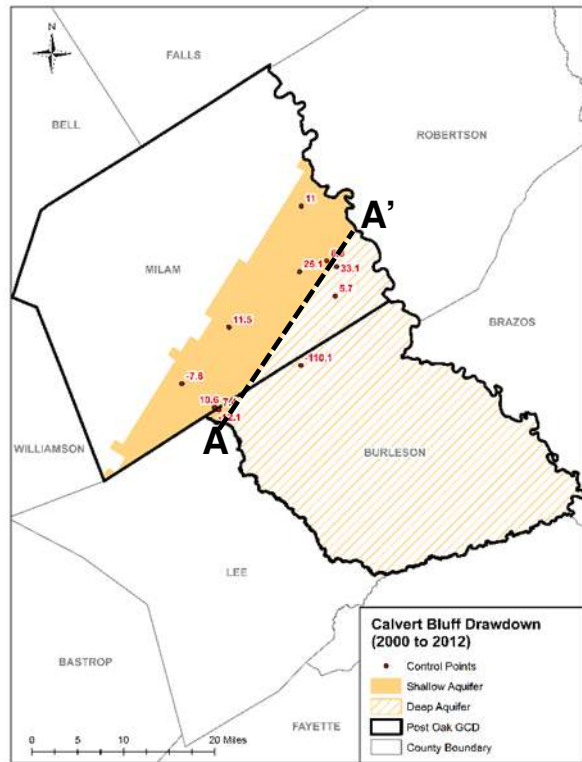 N
FALLS
BELL
ROBERTSON
A'
11
25.1
33.1
5.7
MILAM
11.5
BRAZOS
-110.1
-7.6
10.6
A
WILLIAMSON
BURLESON
LEE
BASTROP
FAYETTE
0 5 10 20 Miles
Calvert Bluff Drawdown
(2000 to 2012)
Control Points
Shallow Aquifer
Deep Aquifer
Post Oak GCD
County Boundary